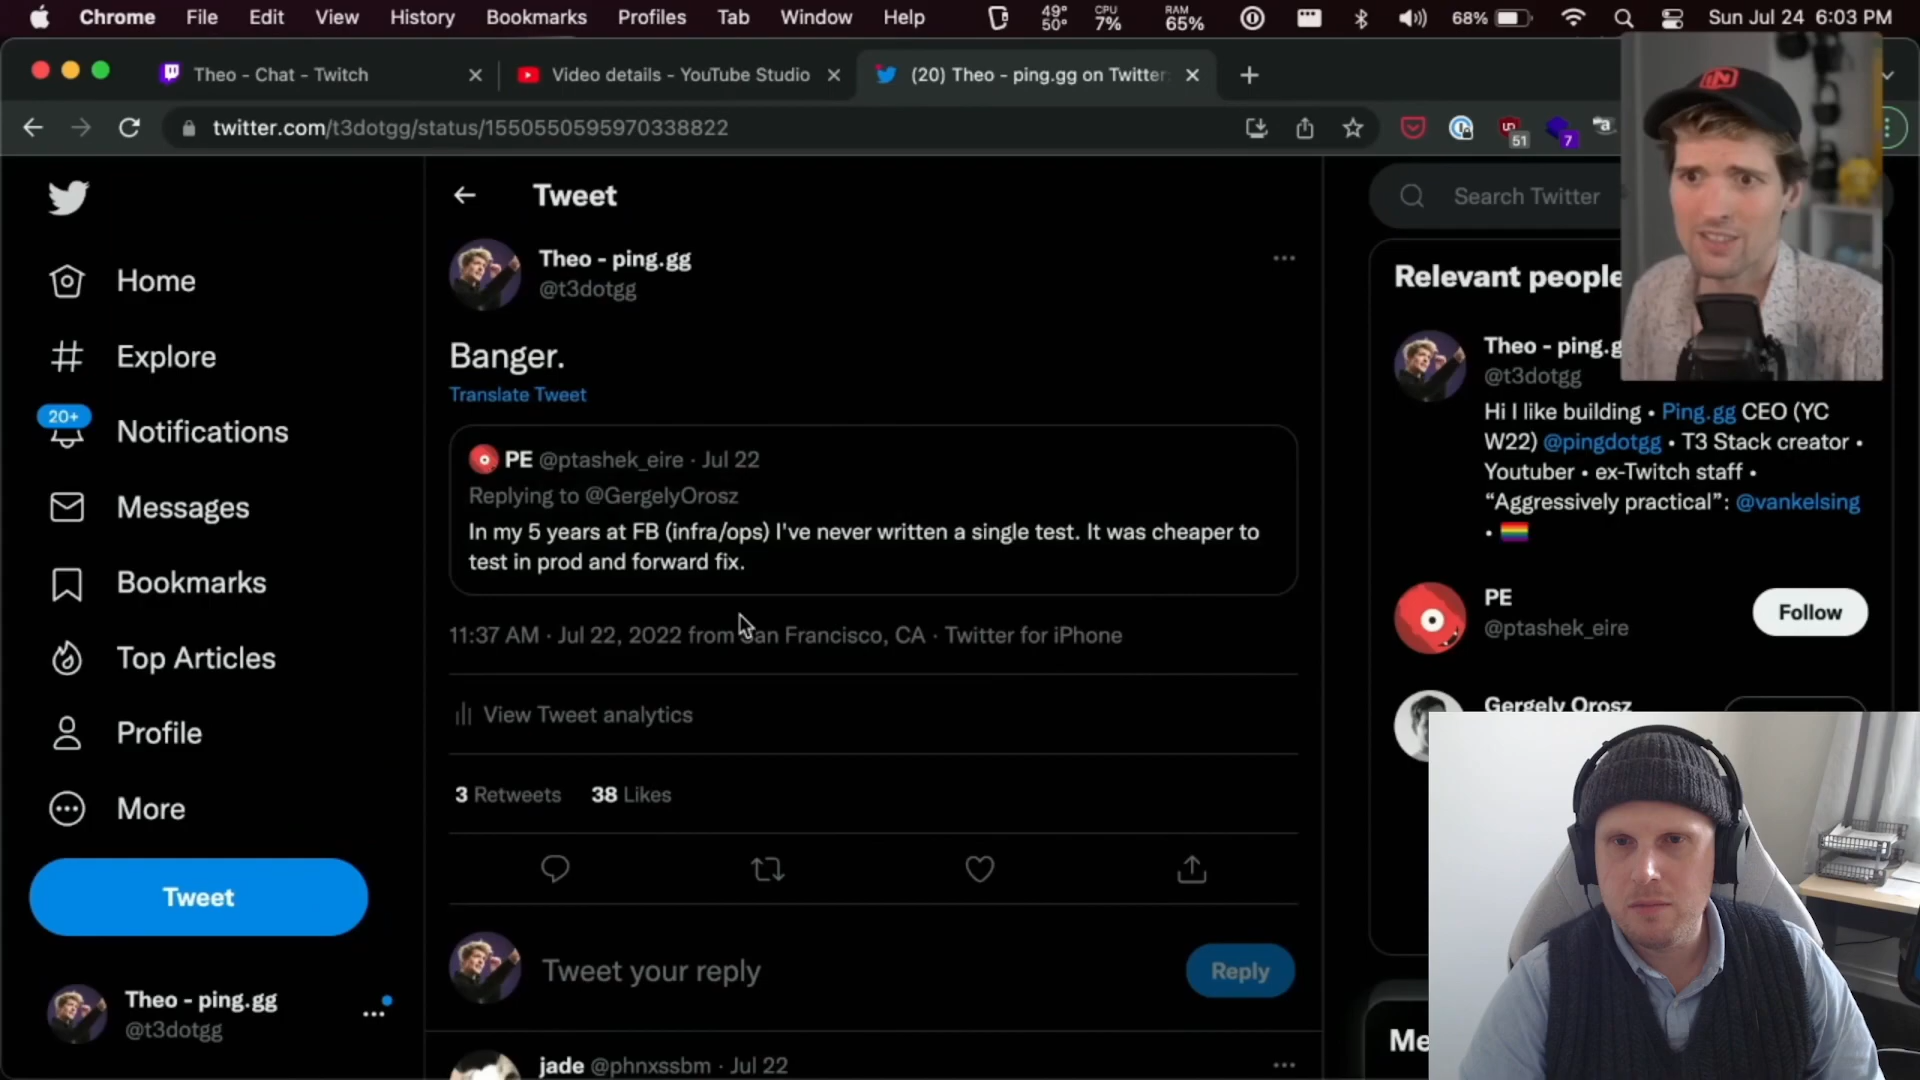 Chrome File Edit View History Bookmarks Profiles Tab Window Help 49° 50° CPU 7% RAM 65% 68% Sun Jul 24 6:03 PM
Theo - Chat - Twitch
Video details - YouTube Studio
(20) Theo - ping.gg on Twitter:
twitter.com/t3dotgg/status/1550550595970338822
51
7
a
Home
Explore
20+
Notifications
Messages
Bookmarks
Top Articles
Profile
More
Tweet
Theo - ping.gg
@t3dotgg
Tweet
Theo - ping.gg
@t3dotgg
Banger.
Translate Tweet
PE @ptashek_eire · Jul 22
Replying to @GergelyOrosz
In my 5 years at FB (infra/ops) I've never written a single test. It was cheaper to
test in prod and forward fix.
11:37 AM · Jul 22, 2022 from San Francisco, CA · Twitter for iPhone
View Tweet analytics
3 Retweets 38 Likes
Tweet your reply
Reply
jade @phnxssbm · Jul 22
Search Twitter
Relevant people
Theo - ping.g
@t3dotgg
Hi I like building • Ping.gg CEO (YC
W22) @pingdotgg • T3 Stack creator •
Youtuber • ex-Twitch staff •
“Aggressively practical”: @vankelsing
•
PE
@ptashek_eire
Follow
Gergely Orosz
Me